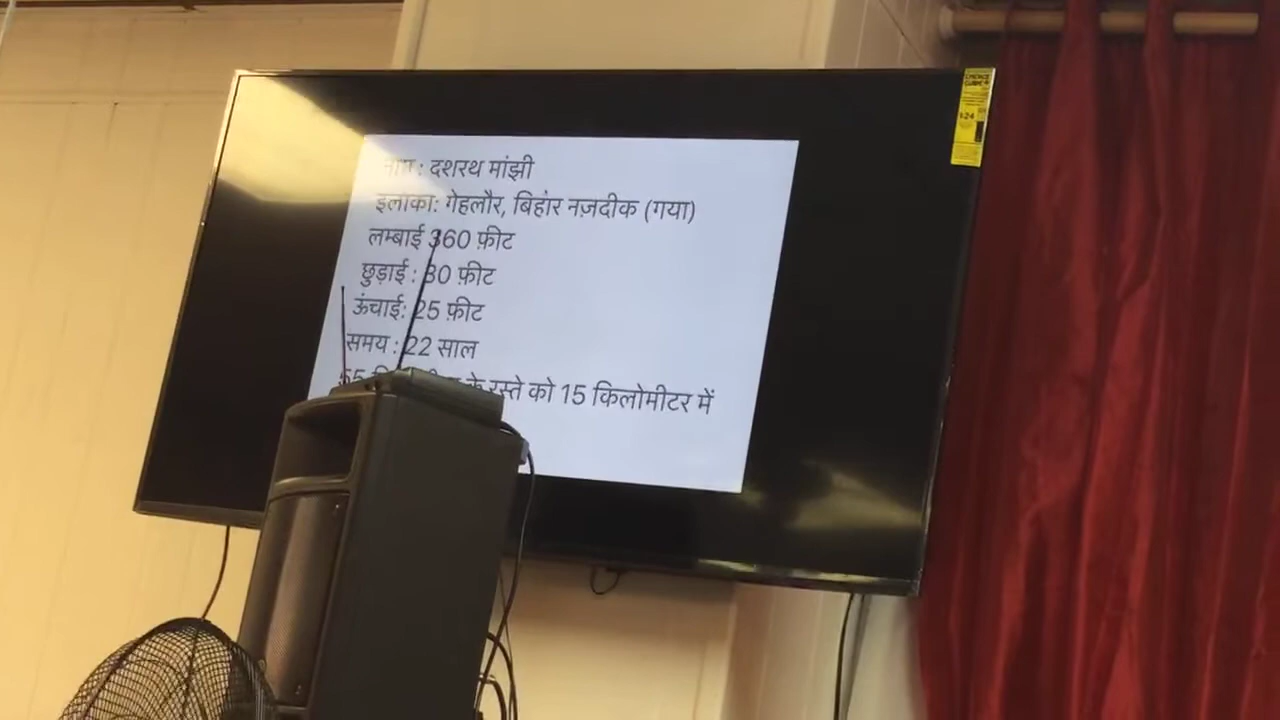 नाम : दशरथ मांझी
इलाका: गेहलौर, बिहार नज़दीक (गया)
लम्बाई 360 फ़ीट
छुड़ाई : 30 फ़ीट
ऊंचाई: 25 फ़ीट
समय : 22 साल
के रस्ते को 15 किलोमीटर में